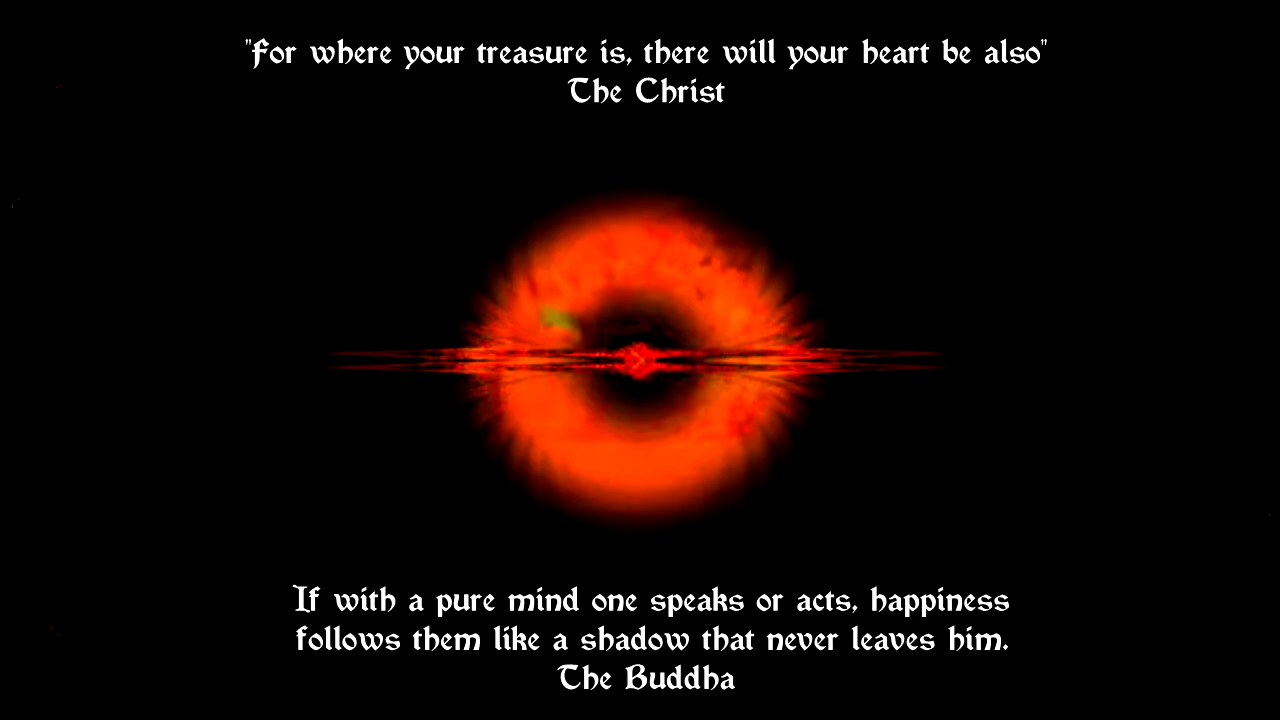 "For where your treasure is, there will your heart be also"
The Christ
If with a pure mind one speaks or acts, happiness
follows them like a shadow that never leaves him.
The Buddha